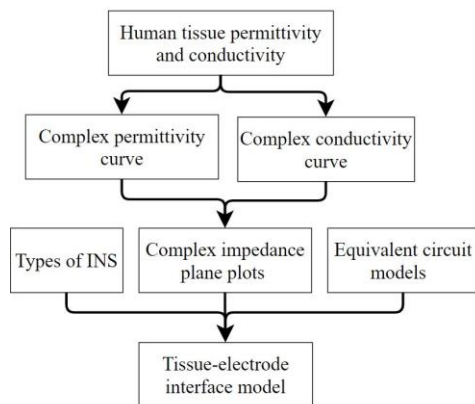 Human tissue permittivity
and conductivity
Complex permittivity
curve
Complex conductivity
curve
Types of INS
Complex impedance
plane plots
Equivalent circuit
models
Tissue-electrode
interface model